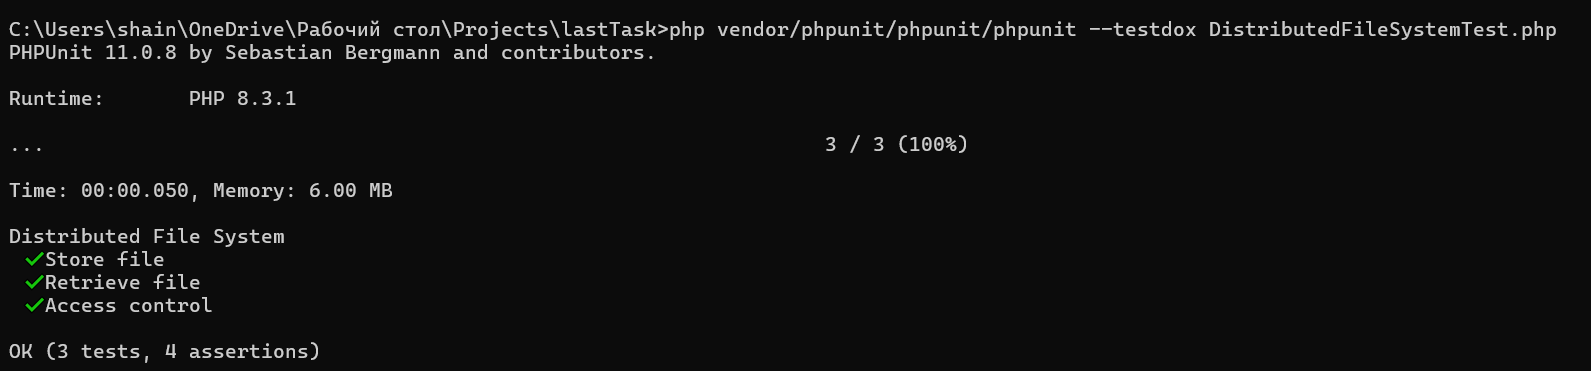 C:\Users\shain\OneDrive\Рабочий стол\Projects\lastTask>php vendor/phpunit/phpunit/phpunit --testdox DistributedFileSystemTest.php
PHPUnit 11.0.8 by Sebastian Bergmann and contributors.
Runtime:       PHP 8.3.1
...                                                                 3 / 3 (100%)
Time: 00:00.050, Memory: 6.00 MB
Distributed File System
✓Store file
✓Retrieve file
✓Access control
OK (3 tests, 4 assertions)